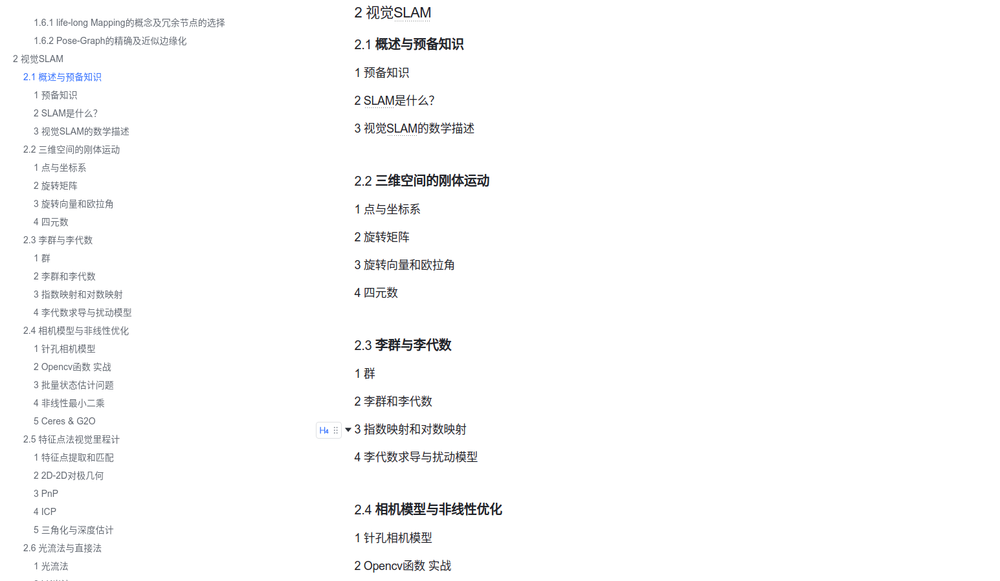 1.6.1 life-long Mapping的概念及冗余节点的选择
1.6.2 Pose-Graph的精确及近似边缘化
2 视觉SLAM
2.1 概述与预备知识
1 预备知识
2 SLAM是什么?
3 视觉SLAM的数学描述
2.2 三维空间的刚体运动
1 点与坐标系
2 旋转矩阵
3 旋转向量和欧拉角
4 四元数
2.3 李群与李代数
1 群
2 李群和李代数
3 指数映射和对数映射
4 李代数求导与扰动模型
2.4 相机模型与非线性优化
1 针孔相机模型
2 Opencv函数 实战
3 批量状态估计问题
4 非线性最小二乘
5 Ceres & G2O
2.5 特征点法视觉里程计
1 特征点提取和匹配
2 2D-2D对极几何
3 PnP
4 ICP
5 三角化与深度估计
2.6 光流法与直接法
1 光流法
2 视觉SLAM
2.1 概述与预备知识
1 预备知识
2 SLAM是什么?
3 视觉SLAM的数学描述
2.2 三维空间的刚体运动
1 点与坐标系
2 旋转矩阵
3 旋转向量和欧拉角
4 四元数
2.3 李群与李代数
1 群
2 李群和李代数
H4
3 指数映射和对数映射
4 李代数求导与扰动模型
2.4 相机模型与非线性优化
1 针孔相机模型
2 Opencv函数 实战